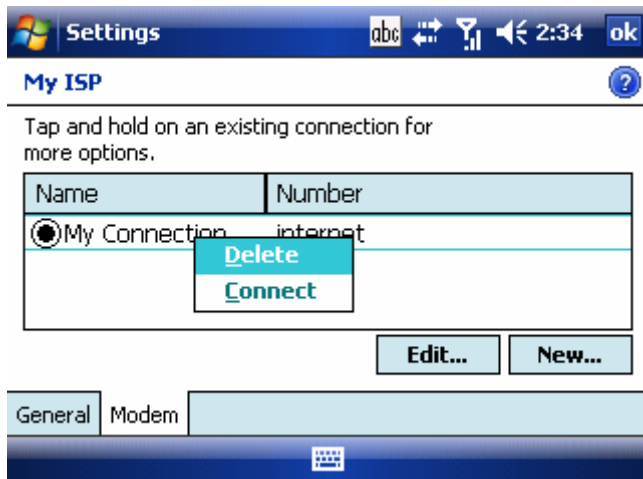 Settings abc 2:34 ok
My ISP ?
Tap and hold on an existing connection for
more options.
Name Number
My Connection internet
Delete
Connect
Edit... New...
General Modem